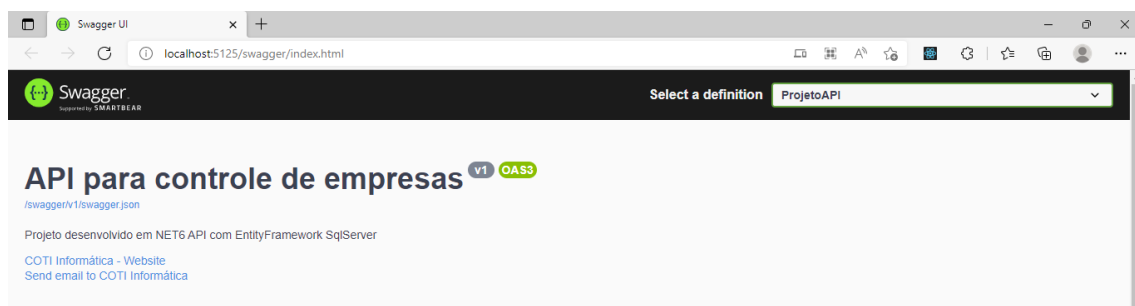 Swagger UI
localhost:5125/swagger/index.html
Swagger.
Supported by SMARTBEAR
Select a definition
ProjetoAPI
API para controle de empresas v1 OAS3
/swagger/v1/swagger.json
Projeto desenvolvido em NET6 API com EntityFramework SqlServer
COTI Informática - Website
Send email to COTI Informática